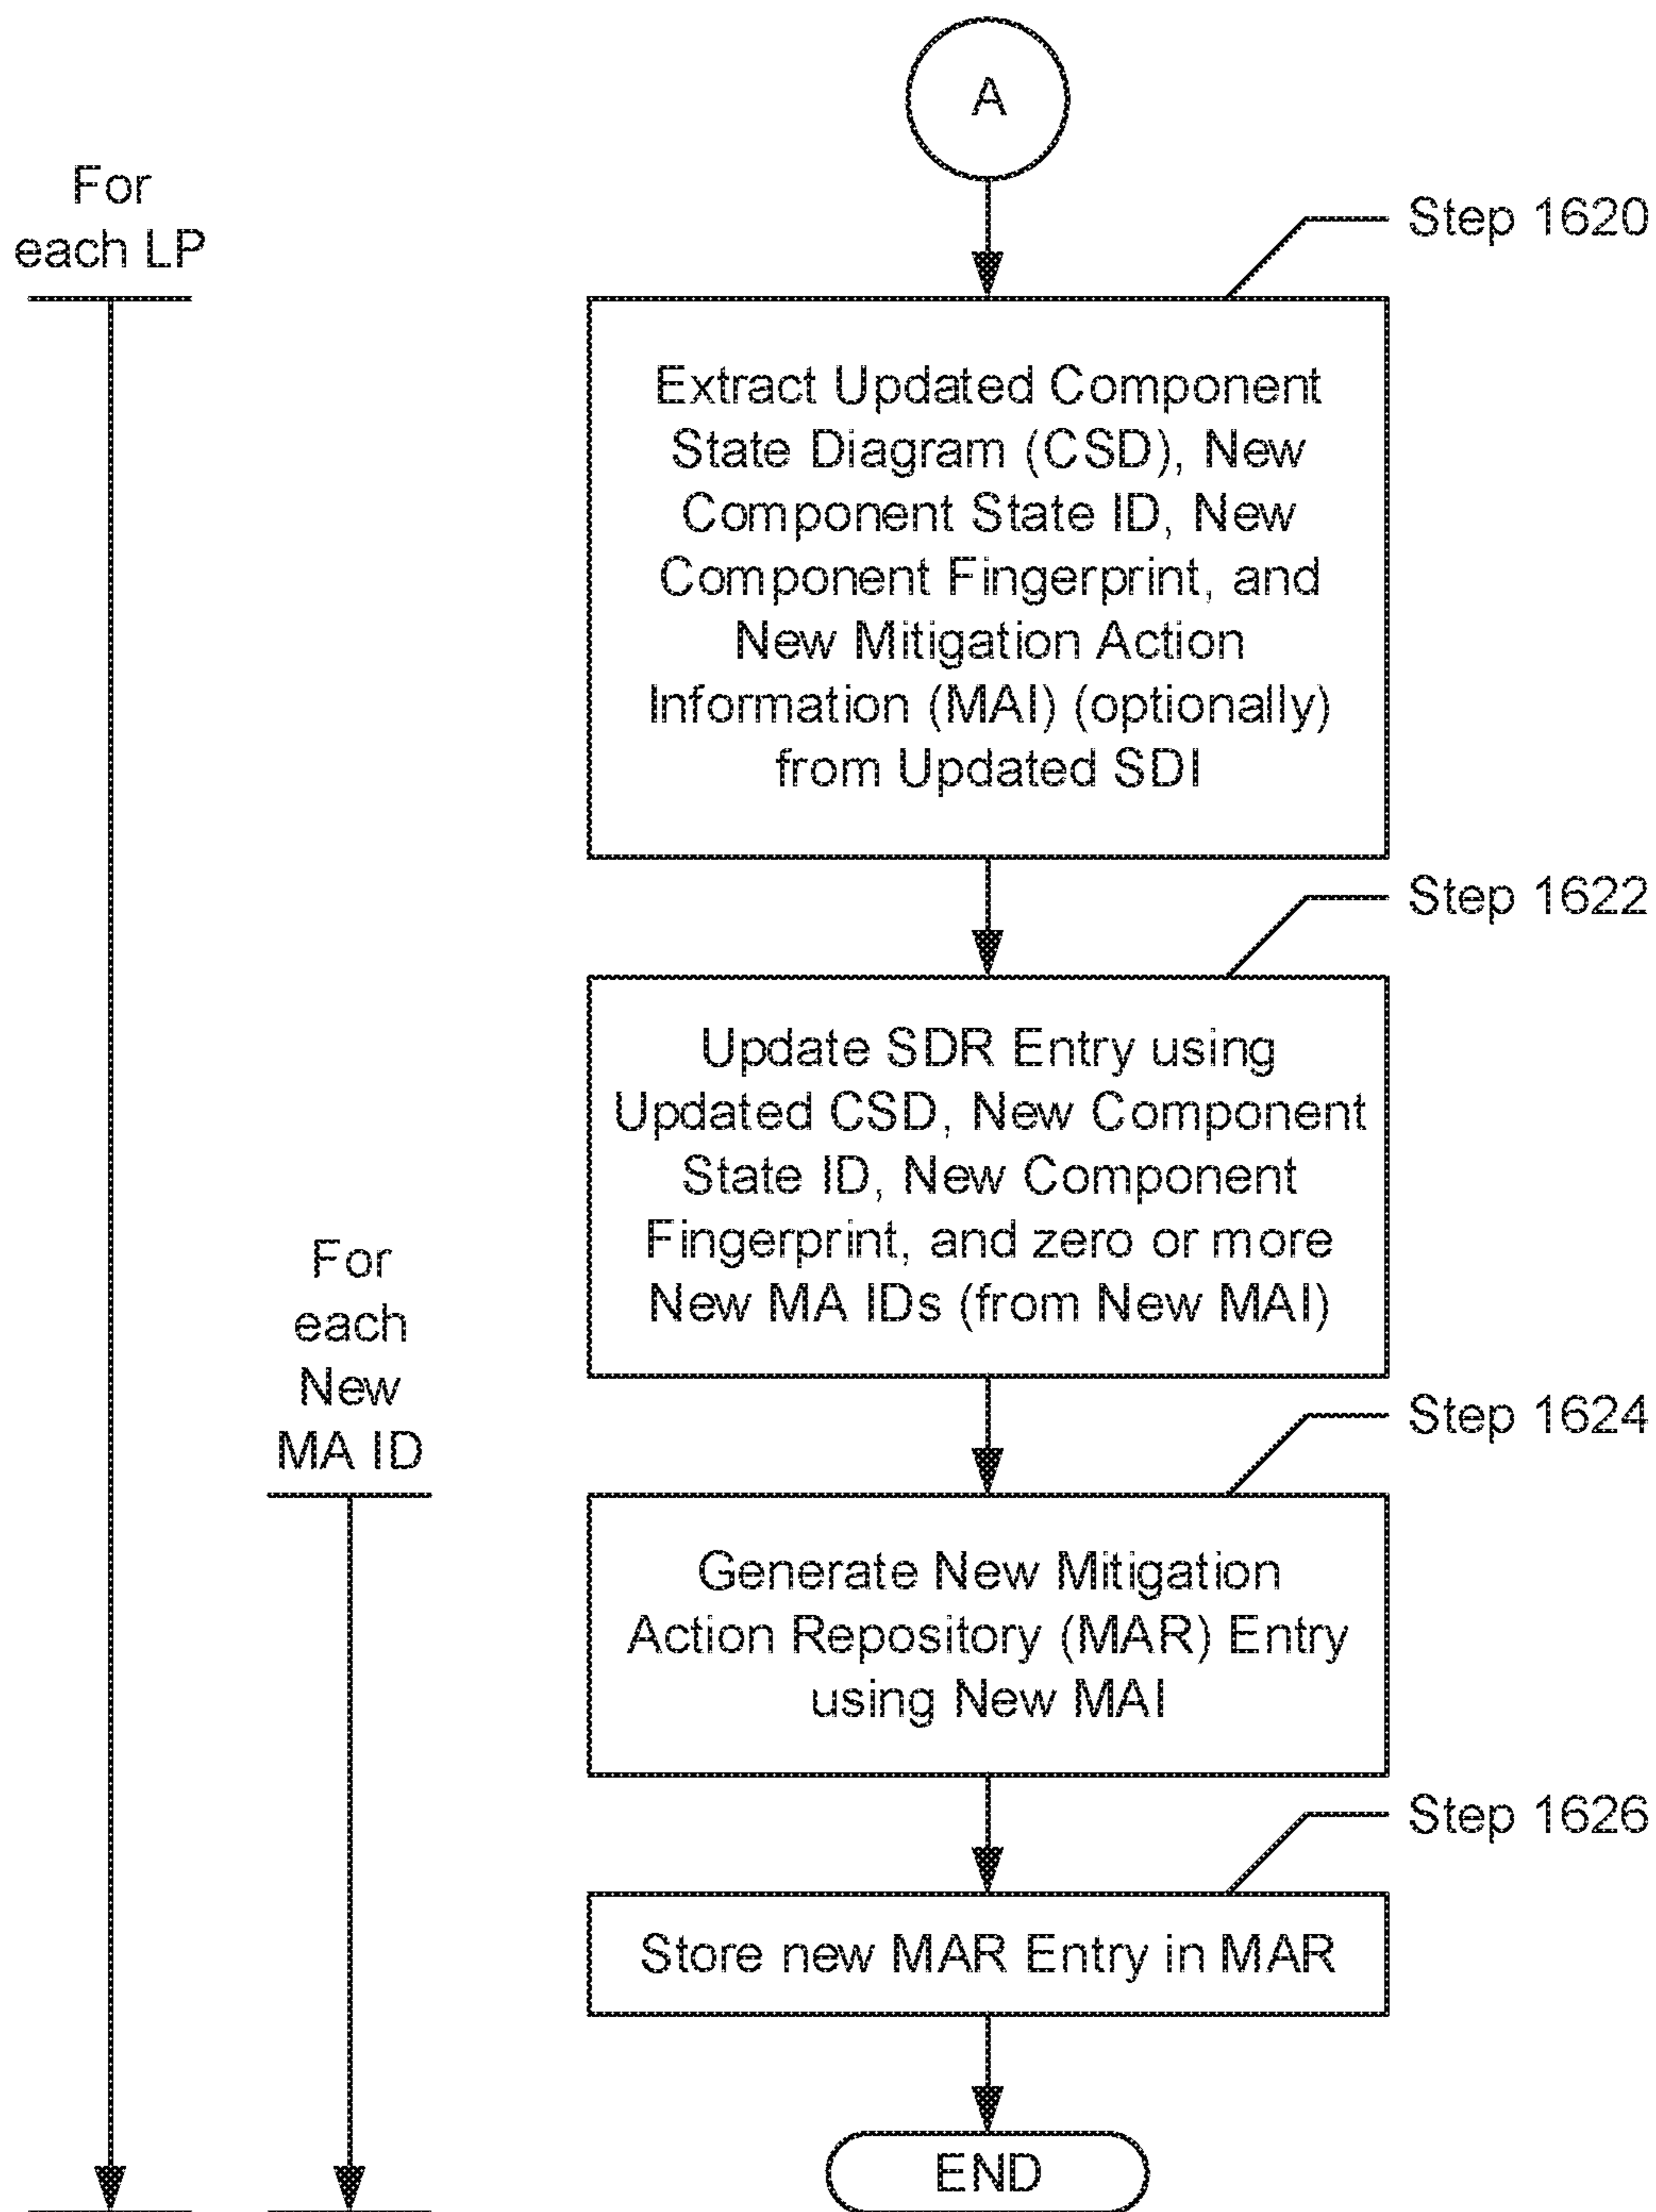 A
For
each LP
Step 1620
Extract Updated Component
State Diagram (CSD), New
Component State ID, New
Component Fingerprint, and
New Mitigation Action
Information (MAI) (optionally)
from Updated SDI
Step 1622
Update SDR Entry using
Updated CSD, New Component
State ID, New Component
Fingerprint, and zero or more
New MA IDs (from New MAI)
For
each
New
MA ID
Step 1624
Generate New Mitigation
Action Repository (MAR) Entry
using New MAI
Step 1626
Store new MAR Entry in MAR
END